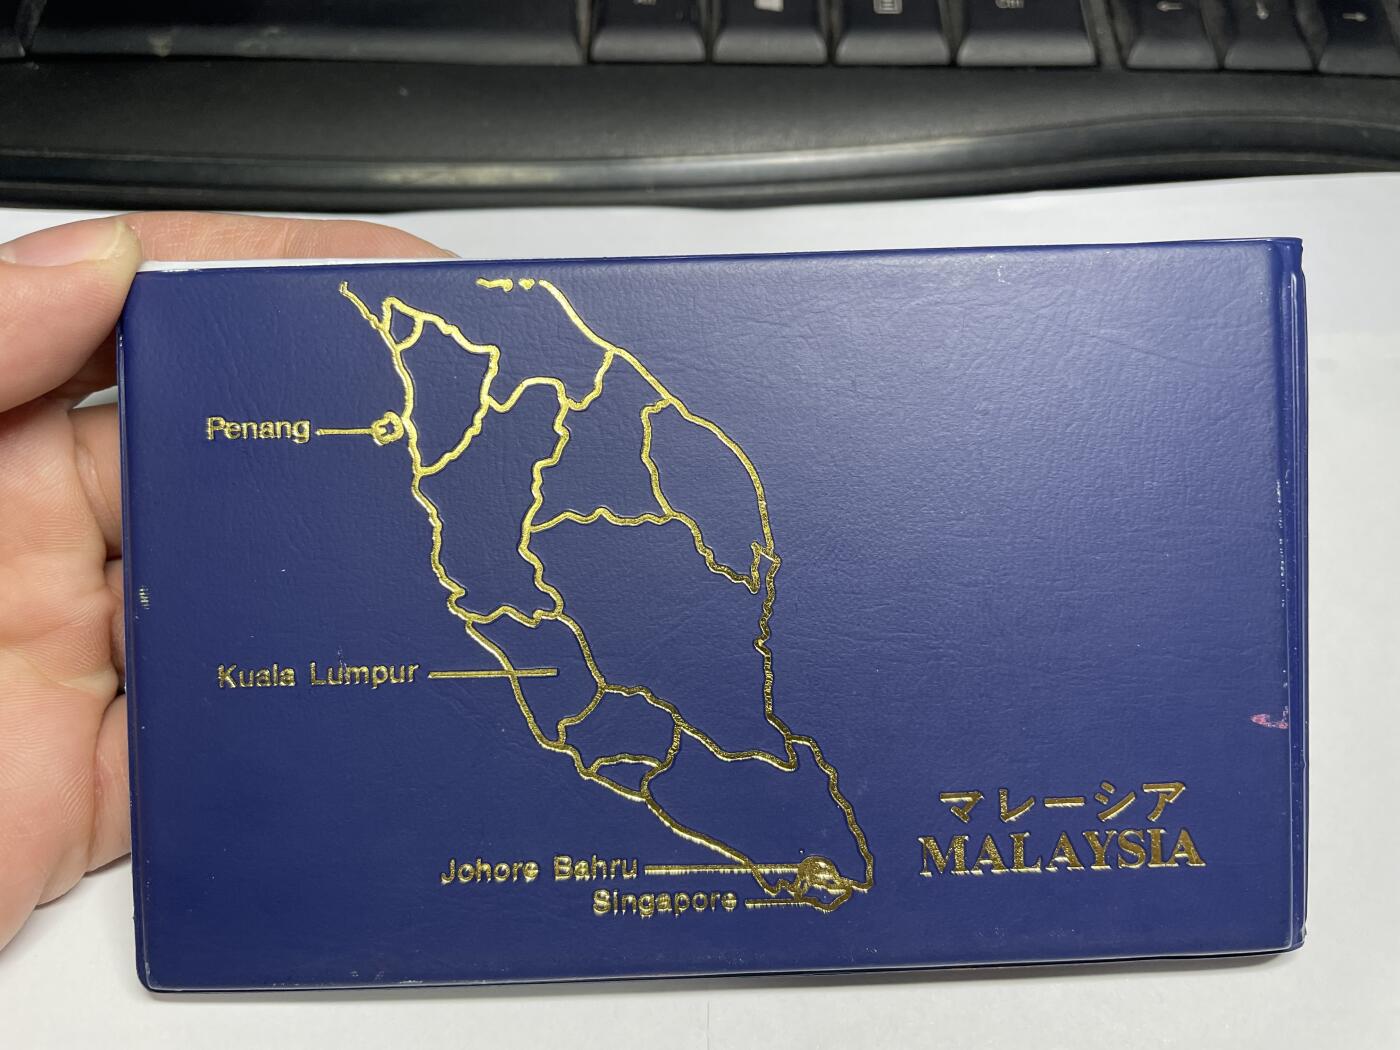 Penang
Kuala Lumpur
マレーシア
MALAYSIA
Johore Bahru
Singapore